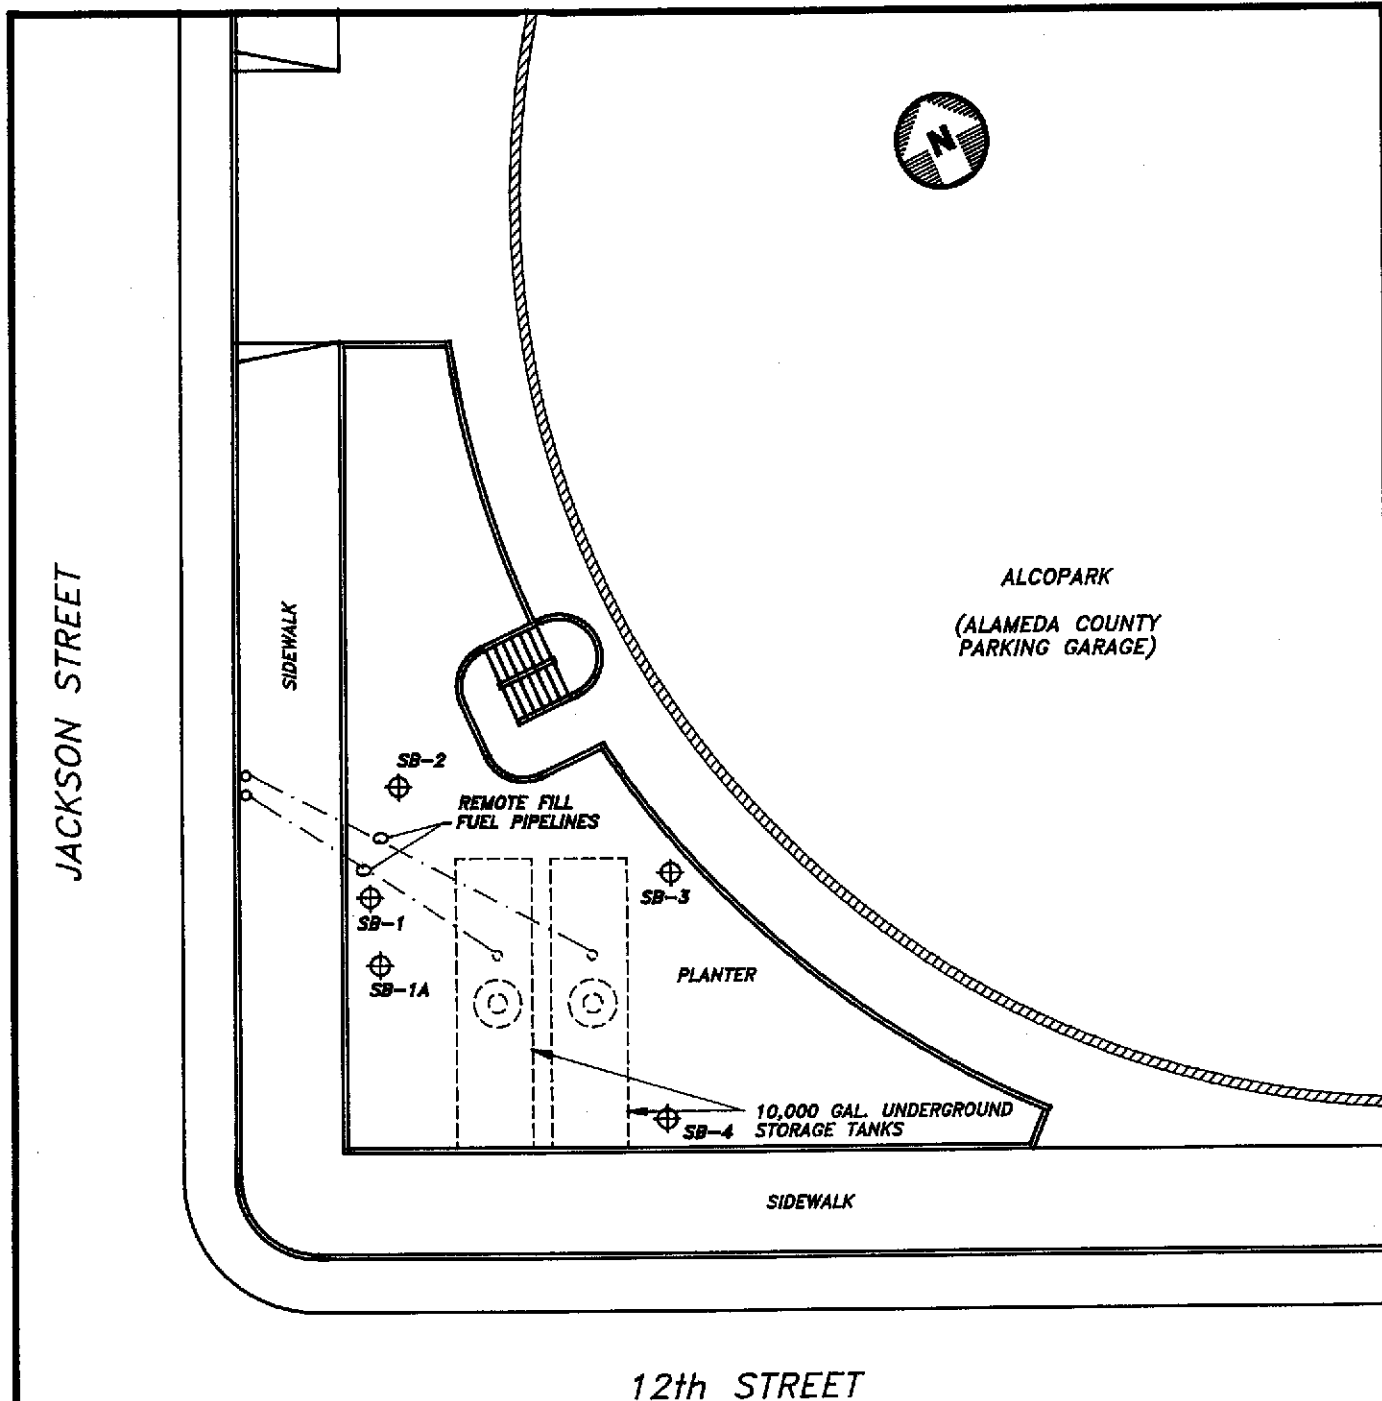 N
ALCOPARK
(ALAMEDA COUNTY
PARKING GARAGE)
JACKSON STREET
SIDEWALK
SB-2
REMOTE FILL
FUEL PIPELINES
SB-3
SB-1
SB-1A
PLANTER
10,000 GAL. UNDERGROUND
STORAGE TANKS
SB-4
SIDEWALK
12th STREET